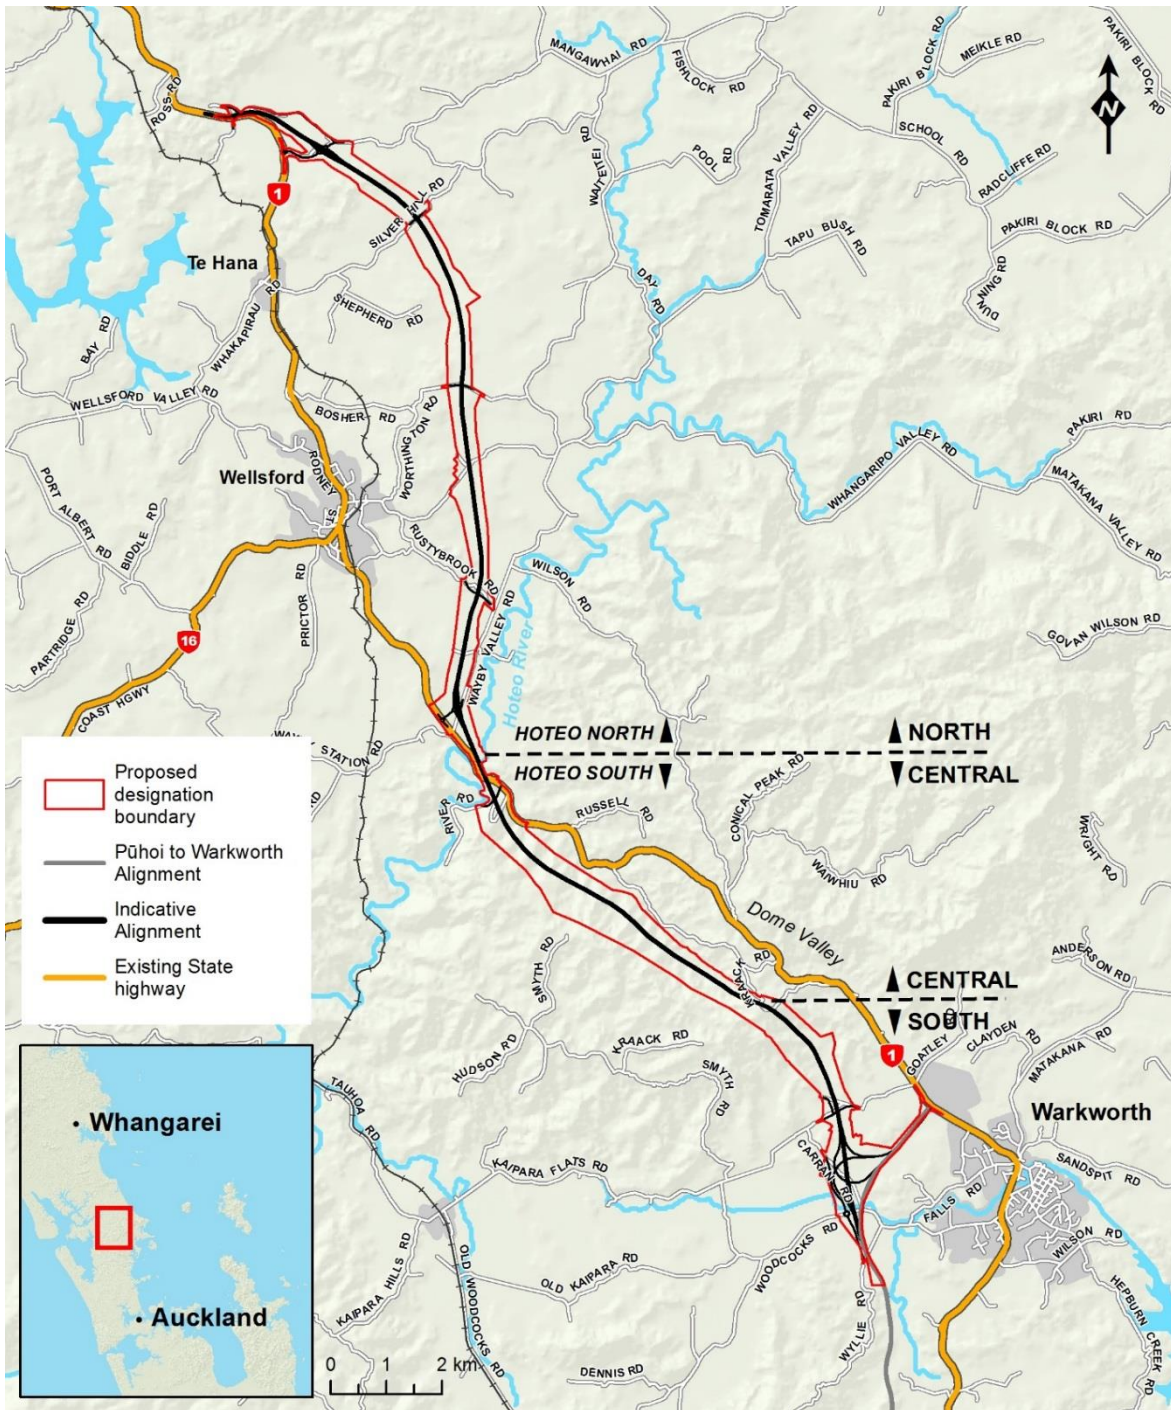 MANGAWHAI RD
FISHLOCK RD
PAKIRI BLOCK RD
MEIKLE RD
PAKIRI BLOCK RD
N
ROSS RD
WAITEITEI RD
POOL RD
TOMARATA VALLEY RD
SCHOOL RD
RADCLIFFE RD
1
SILVER HILL RD
TAPU BUSH RD
PAKIRI BLOCK RD
Te Hana
DAY RD
DUNNING RD
SHEPHERD RD
WHAKAPIRAU RD
BAY RD
WELLSFORD VALLEY RD
BOSHER RD
WORTHINGTON RD
PAKIRI RD
WHANGARIPO VALLEY RD
MATAKANA VALLEY RD
Wellsford
RODNEY ST
PORT ALBERT RD
BIDDLE RD
RUSTYBROOK RD
WILSON RD
PARTRIDGE RD
PRICTOR RD
WAYBY VALLEY RD
Hoteo River
GOVAN WILSON RD
16
COAST HGWY
STATION RD
HOTEO NORTH
NORTH
HOTEO SOUTH
CENTRAL
RIVER RD
RUSSELL RD
CONICAL PEAK RD
WAIWHIU RD
WRIGHT RD
Proposed
designation
boundary
Pūhoi to Warkworth
Alignment
Indicative
Alignment
Existing State
highway
Dome Valley
SMYTH RD
KRAACK RD
ANDERSON RD
CENTRAL
SOUTH
1
GOATLEY RD
CLAYDEN RD
MATAKANA RD
HUDSON RD
KRAACK RD
SMYTH RD
TAUHOA RD
Warkworth
SANDSPIT RD
CARRAN RD
KAIPARA FLATS RD
FALLS RD
WOODCOCKS RD
WILSON RD
KAIPARA HILLS RD
OLD WOODCOCKS RD
OLD KAIPARA RD
WYLLIE RD
HEPBURN CREEK RD
DENNIS RD
Whangarei
Auckland
0 1 2 km